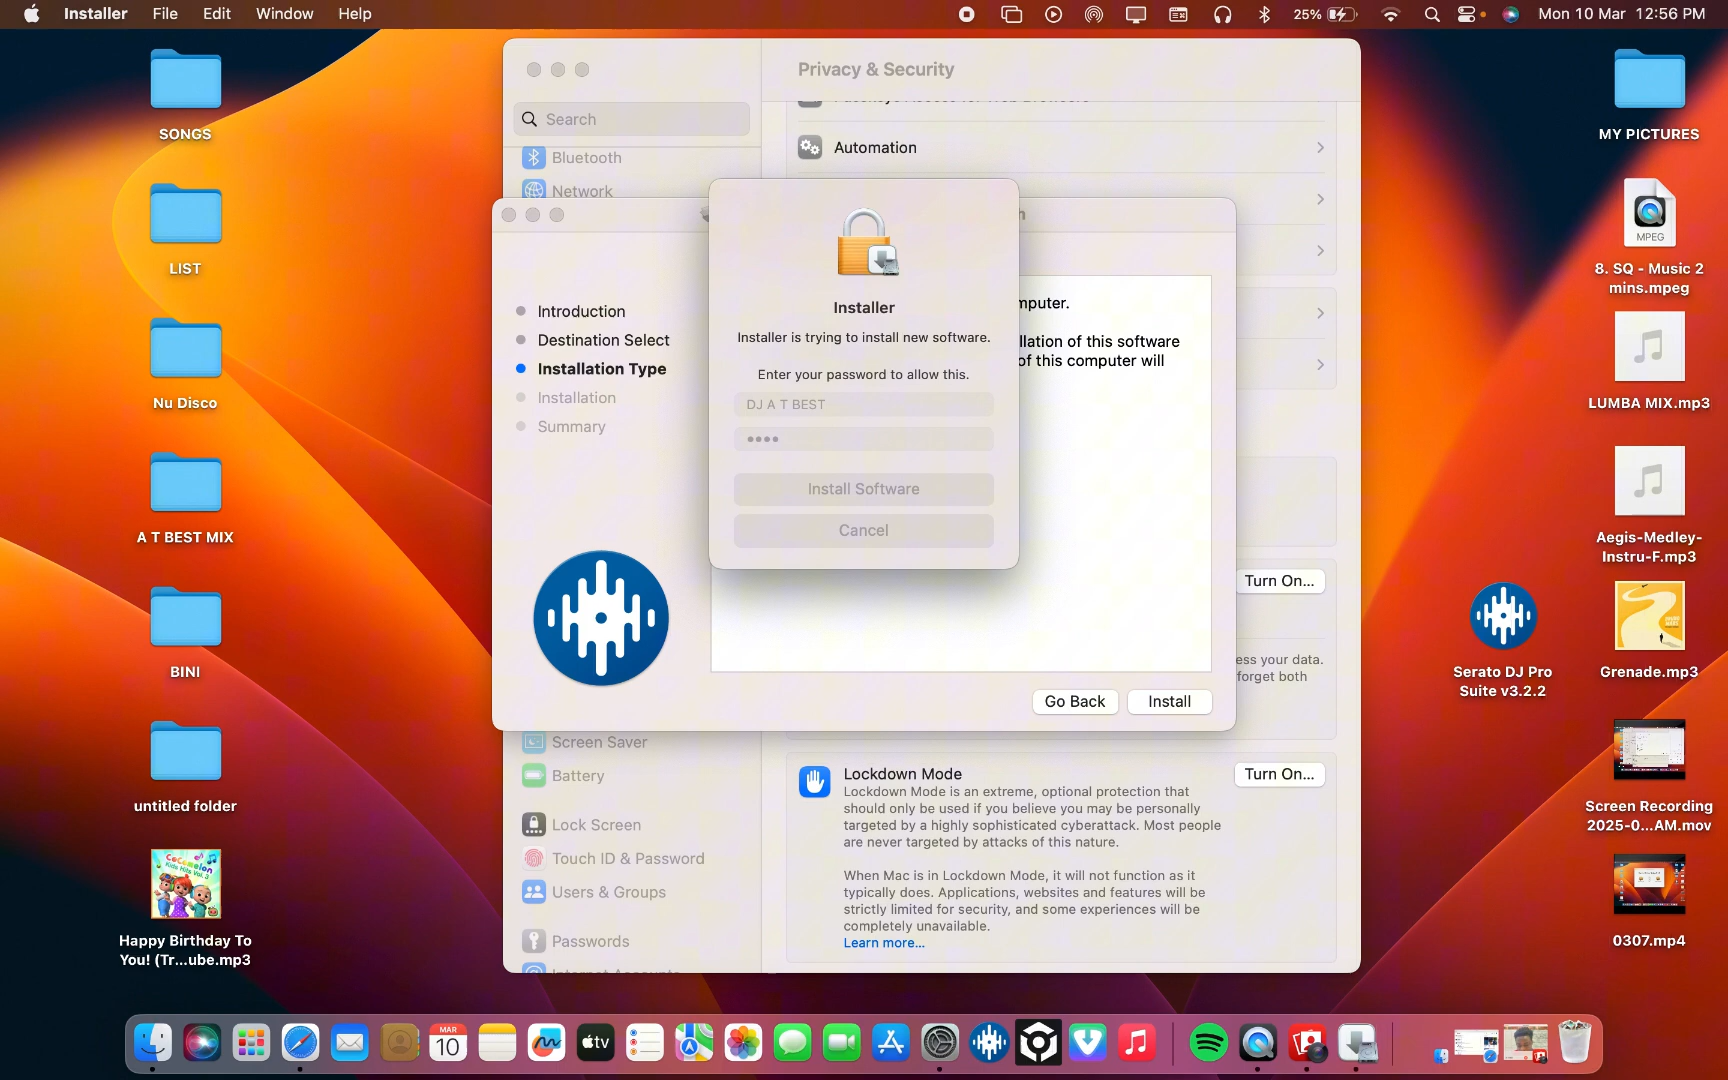 Installer File Edit Window Help
25% Mon 10 Mar 12:56 PM
SONGS
LIST
Nu Disco
A T BEST MIX
BINI
untitled folder
Happy Birthday To
You! (Tr...ube.mp3
Privacy & Security
Search
Bluetooth
Network
Automation
Introduction
Destination Select
Installation Type
Installation
Summary
Installer
Installer is trying to install new software.
Enter your password to allow this.
DJ A T BEST
Install Software
Cancel
mputer.
llation of this software
of this computer will
Go Back
Install
Turn On...
ess your data.
forget both
Screen Saver
Battery
Lock Screen
Touch ID & Password
Users & Groups
Passwords
Lockdown Mode
Turn On...
Lockdown Mode is an extreme, optional protection that
should only be used if you believe you may be personally
targeted by a highly sophisticated cyberattack. Most people
are never targeted by attacks of this nature.
When Mac is in Lockdown Mode, it will not function as it
typically does. Applications, websites and features will be
strictly limited for security, and some experiences will be
completely unavailable.
Learn more...
MY PICTURES
MPEG
8. SQ - Music 2
mins.mpeg
LUMBA MIX.mp3
Aegis-Medley-
Instru-F.mp3
Serato DJ Pro
Suite v3.2.2
Grenade.mp3
Screen Recording
2025-0...AM.mov
0307.mp4
MAR
10
tv